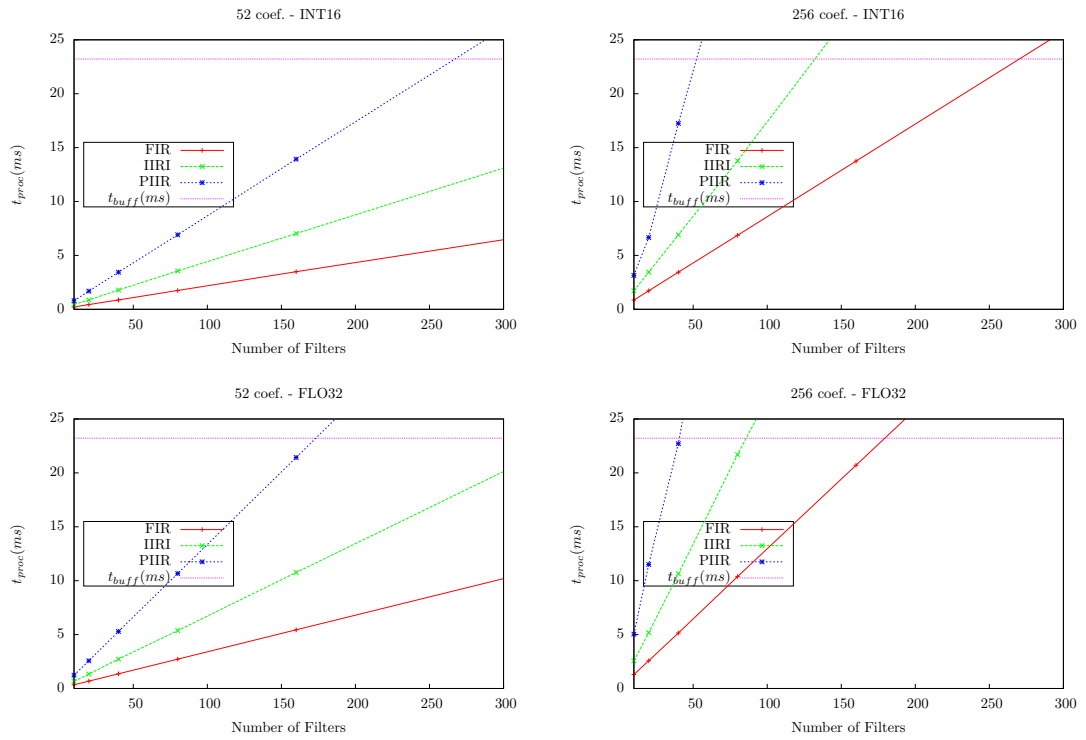 52 coef. - INT16
25
20
15
10
5
0
t_proc(ms)
FIR
IIRI
PIIR
t_buff(ms)
50 100 150 200 250 300
Number of Filters
256 coef. - INT16
25
20
15
10
5
0
t_proc(ms)
FIR
IIRI
PIIR
t_buff(ms)
50 100 150 200 250 300
Number of Filters
52 coef. - FLO32
25
20
15
10
5
0
t_proc(ms)
FIR
IIRI
PIIR
t_buff(ms)
50 100 150 200 250 300
Number of Filters
256 coef. - FLO32
25
20
15
10
5
0
t_proc(ms)
FIR
IIRI
PIIR
t_buff(ms)
50 100 150 200 250 300
Number of Filters